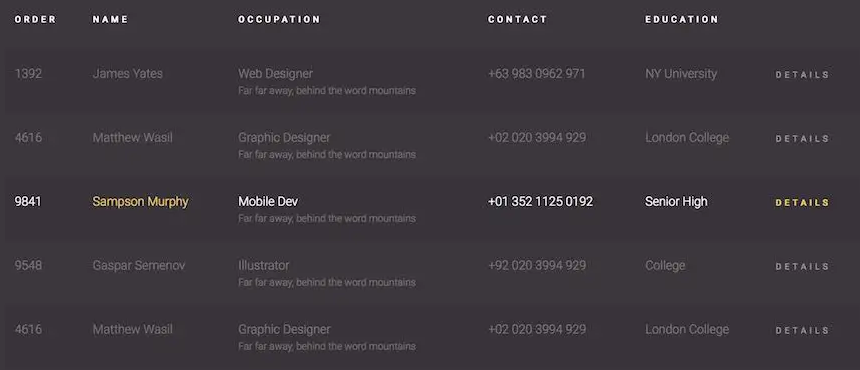 ORDER NAME OCCUPATION CONTACT EDUCATION
1392 James Yates Web Designer +63 983 0962 971 NY University DETAILS
Far far away, behind the word mountains
4616 Matthew Wasil Graphic Designer +02 020 3994 929 London College DETAILS
Far far away, behind the word mountains
9841 Sampson Murphy Mobile Dev +01 352 1125 0192 Senior High DETAILS
Far far away, behind the word mountains
9548 Gaspar Semenov Illustrator +92 020 3994 929 College DETAILS
Far far away, behind the word mountains
4616 Matthew Wasil Graphic Designer +02 020 3994 929 London College DETAILS
Far far away, behind the word mountains